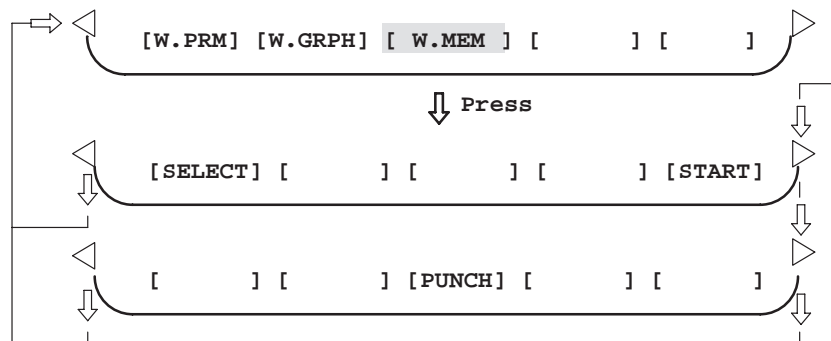 [W.PRM] [W.GRPH] [ W.MEM ] [ ] [ ]
Press
[SELECT] [ ] [ ] [ ] [START]
[ ] [ ] [PUNCH] [ ] [ ]